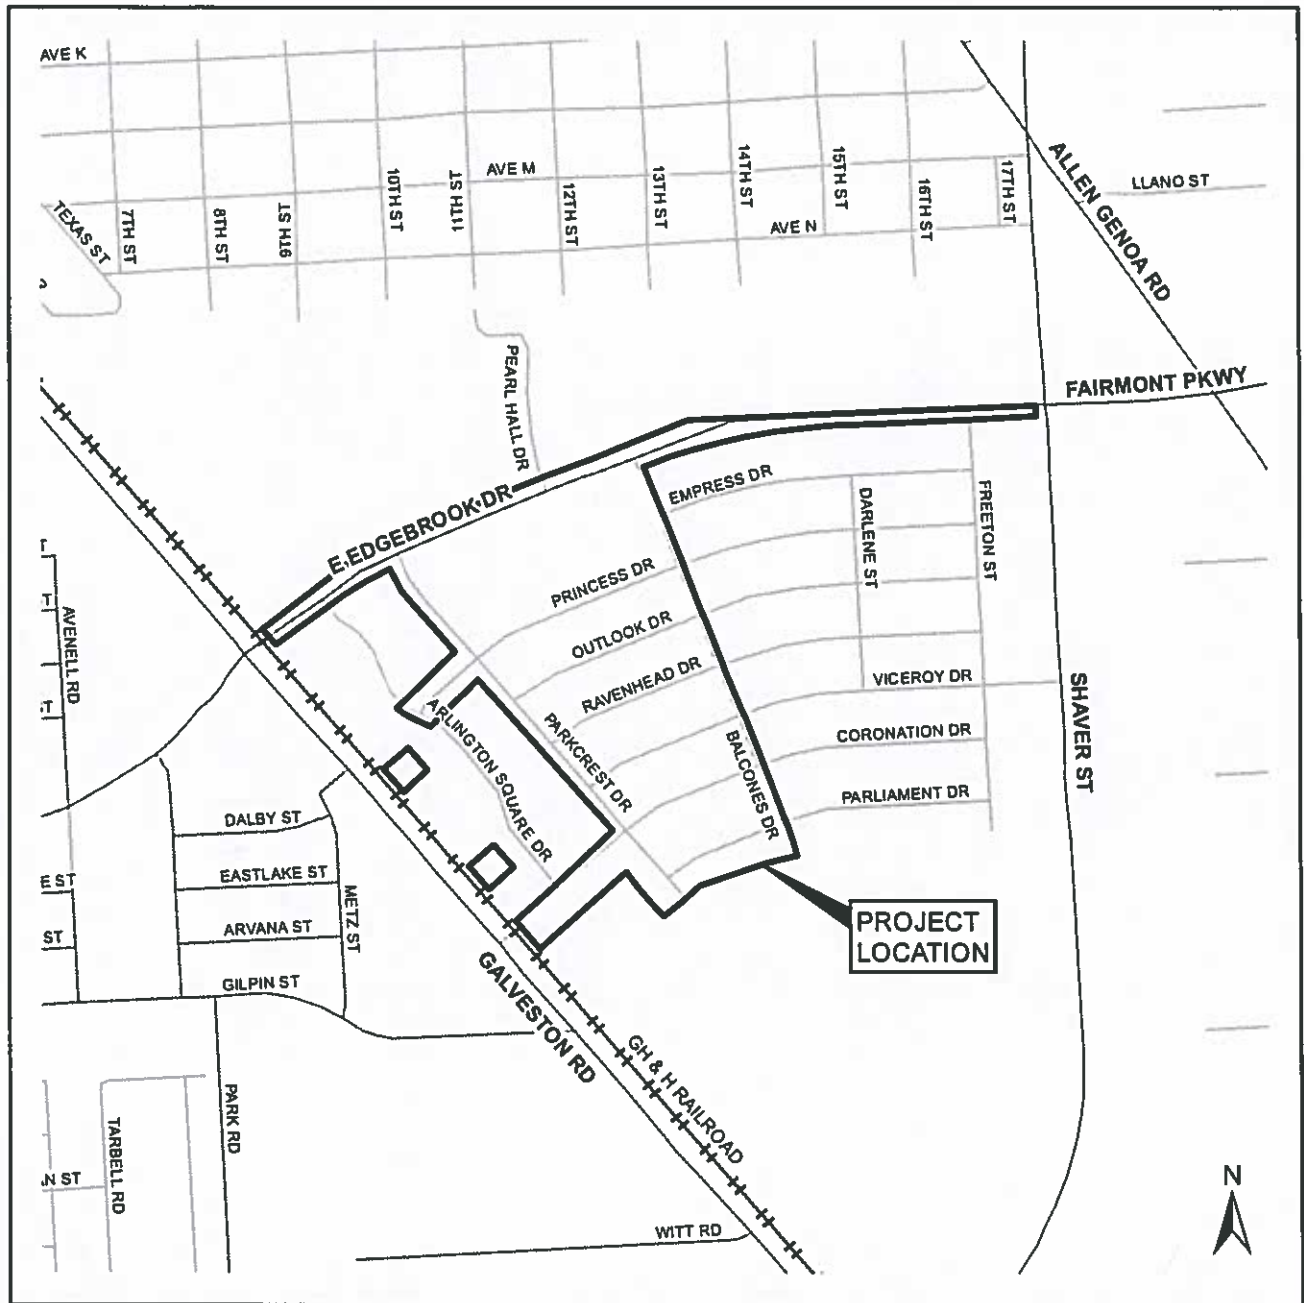 AVE K
AVE M
AVE N
TEXAS ST
7TH ST
8TH ST
9TH ST
10TH ST
11TH ST
12TH ST
13TH ST
14TH ST
15TH ST
16TH ST
17TH ST
ALLEN GENOA RD
LLANO ST
PEARL HALL DR
FAIRMONT PKWY
E. EDGEBROOK DR
EMPRESS DR
DARLENE ST
FREETON ST
PRINCESS DR
OUTLOOK DR
RAVENHEAD DR
VICEROY DR
CORONATION DR
PARLIAMENT DR
SHAVER ST
BALCONES DR
PARKCREST DR
ARLINGTON SQUARE DR
T
T
ST
AVENELL RD
DALBY ST
EASTLAKE ST
E ST
ARVANA ST
ST
METZ ST
GILPIN ST
PROJECT
LOCATION
GALVESTON RD
GH & H RAILROAD
PARK RD
TARBELL RD
N ST
WITT RD
N